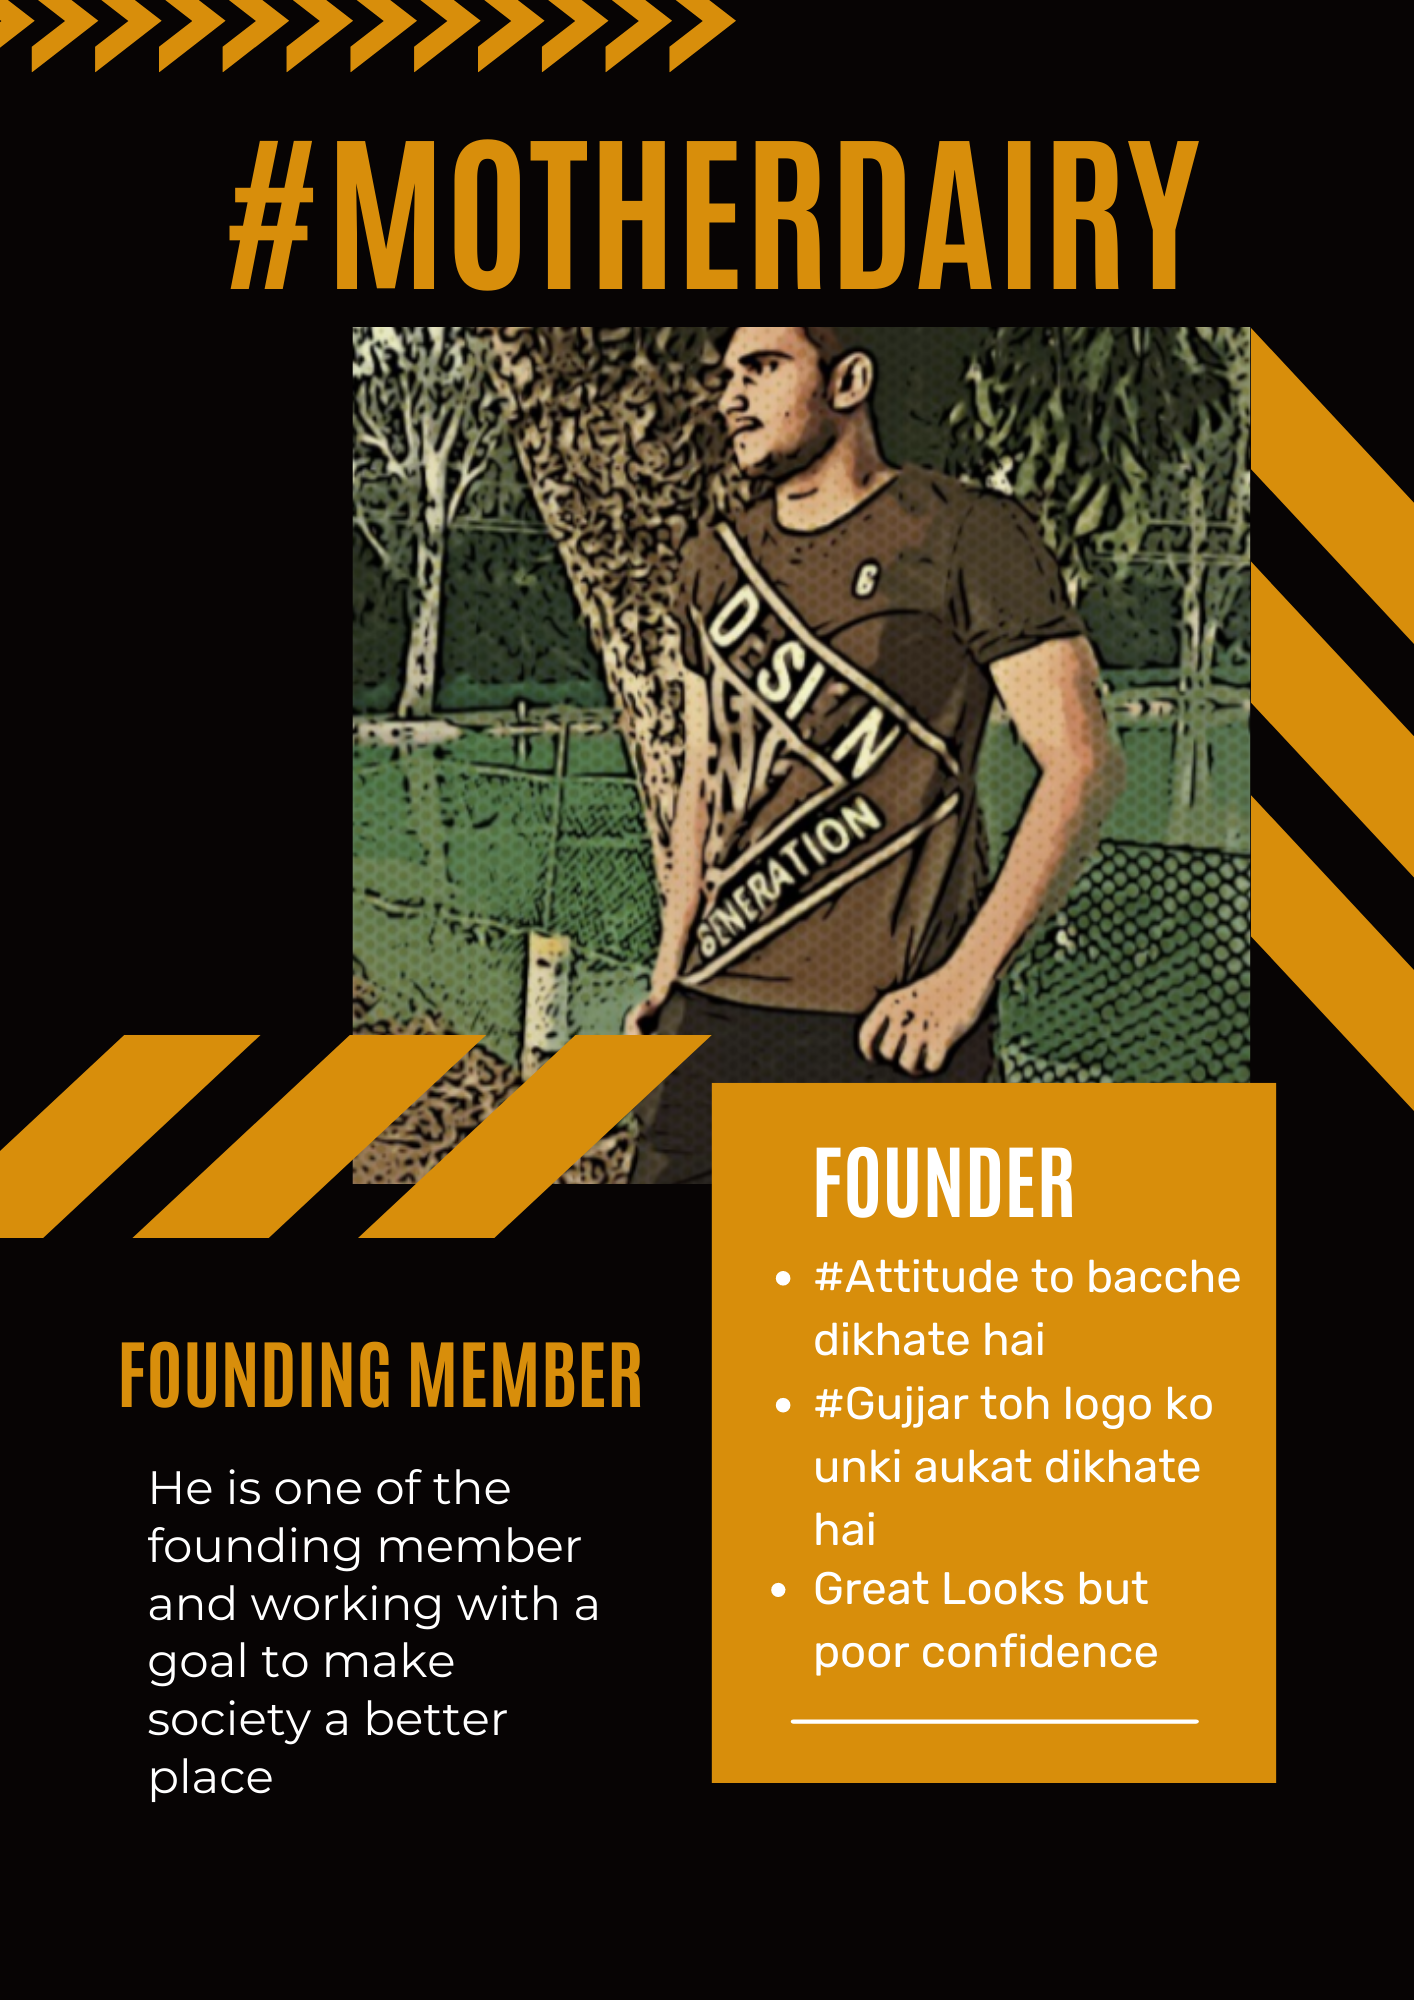 #MOTHERDAIRY
6
DESIGN
GENERATION
FOUNDER
#Attitude to bacche
dikhate hai
#Gujjar toh logo ko
unki aukat dikhate
hai
Great Looks but
poor confidence
FOUNDING MEMBER
He is one of the
founding member
and working with a
goal to make
society a better
place